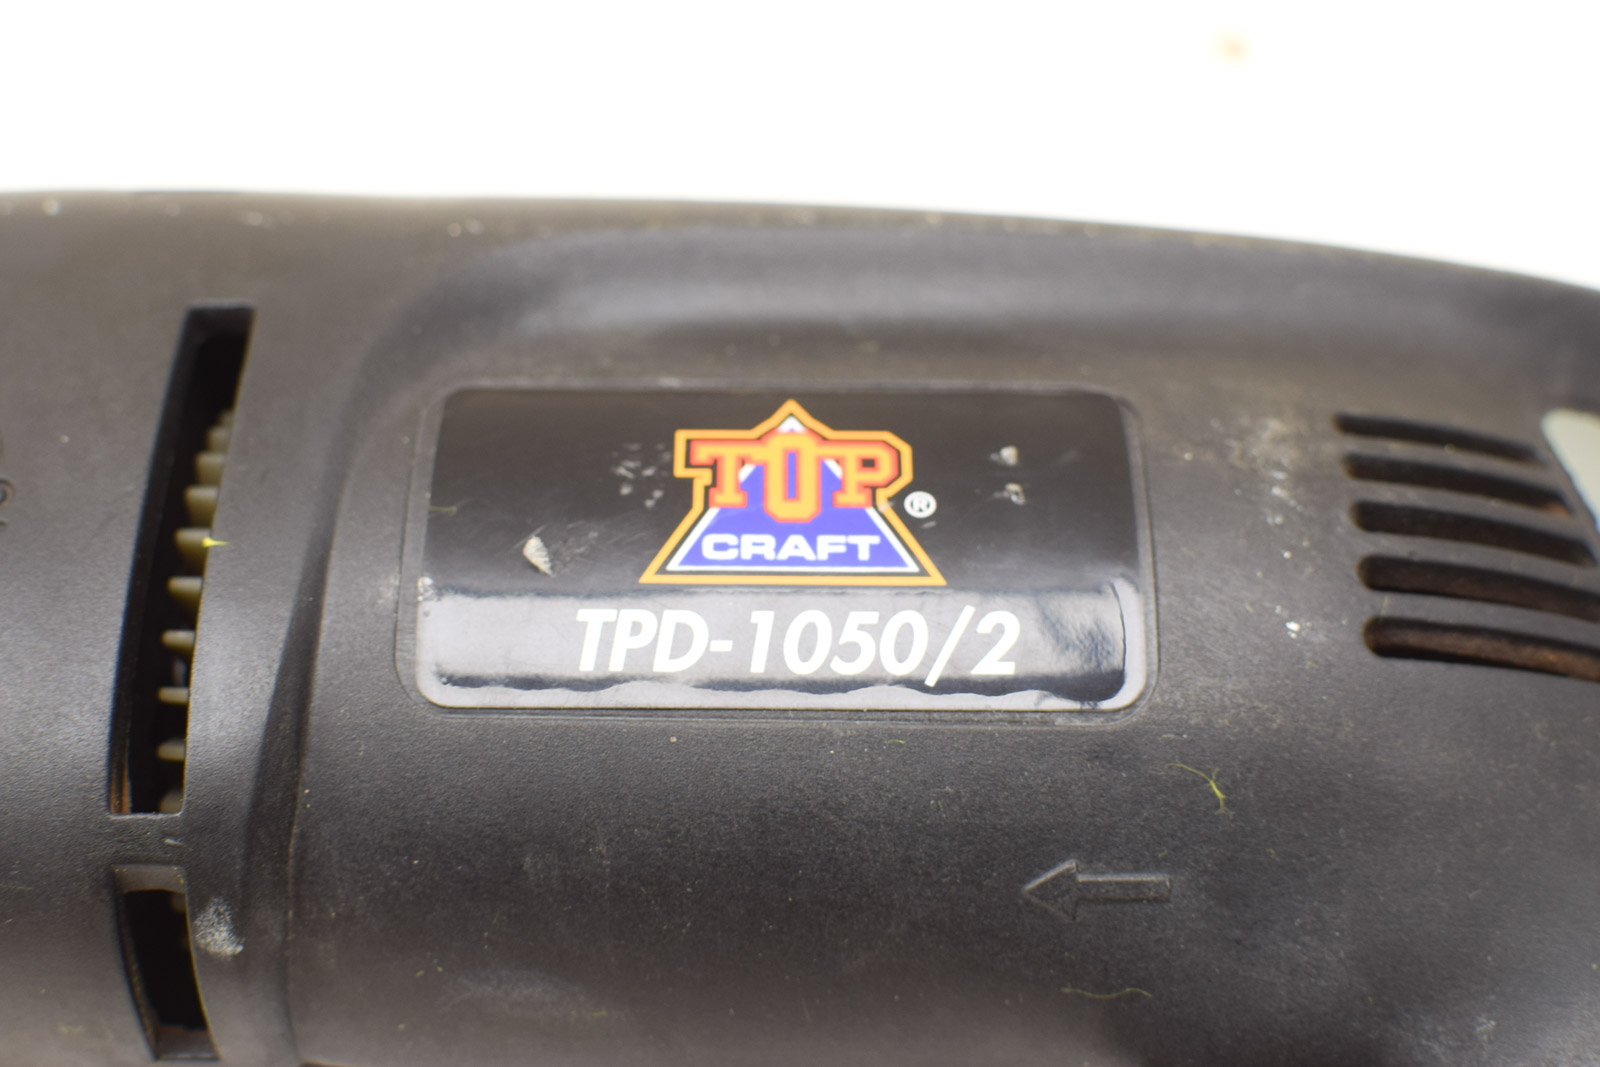 TOP
®
CRAFT
TPD-1050/2